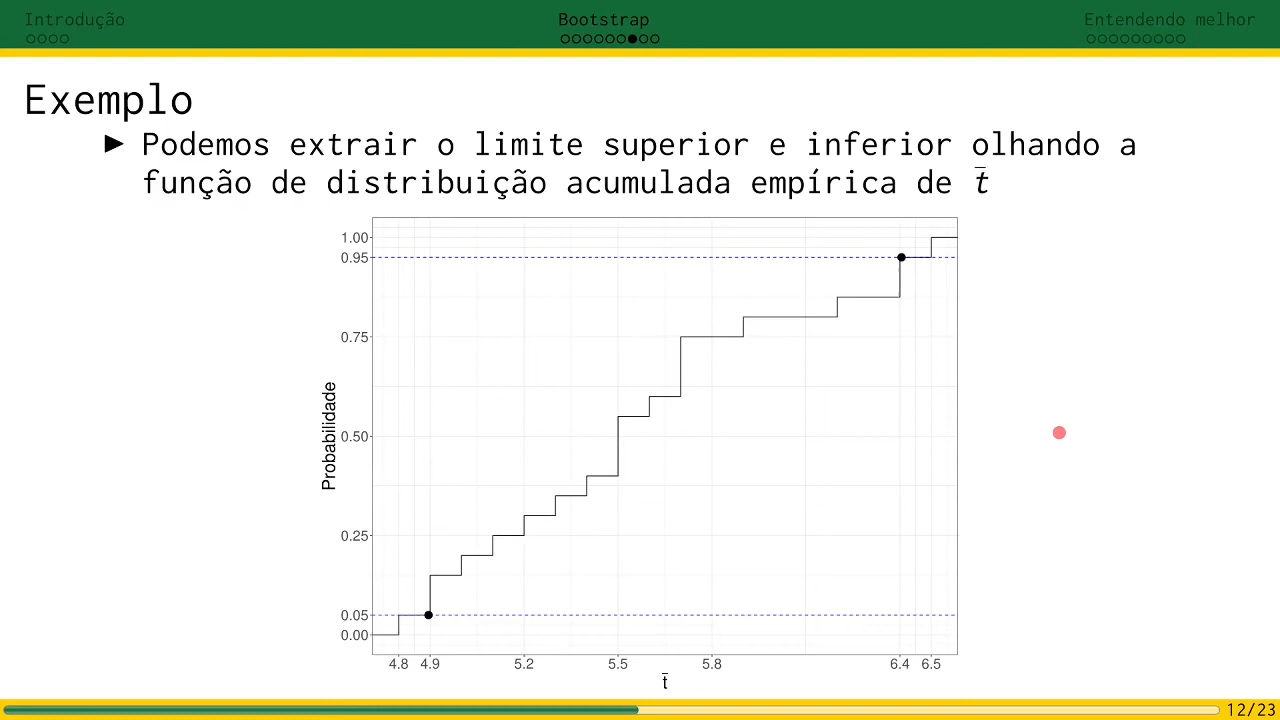 Introdução
Bootstrap
Entendendo melhor
Exemplo
▶ Podemos extrair o limite superior e inferior olhando a
função de distribuição acumulada empírica de t̄
1.00
0.95
0.75
0.50
0.25
0.05
0.00
Probabilidade
4.8 4.9 5.2 5.5 5.8 6.4 6.5
t̄
12/23